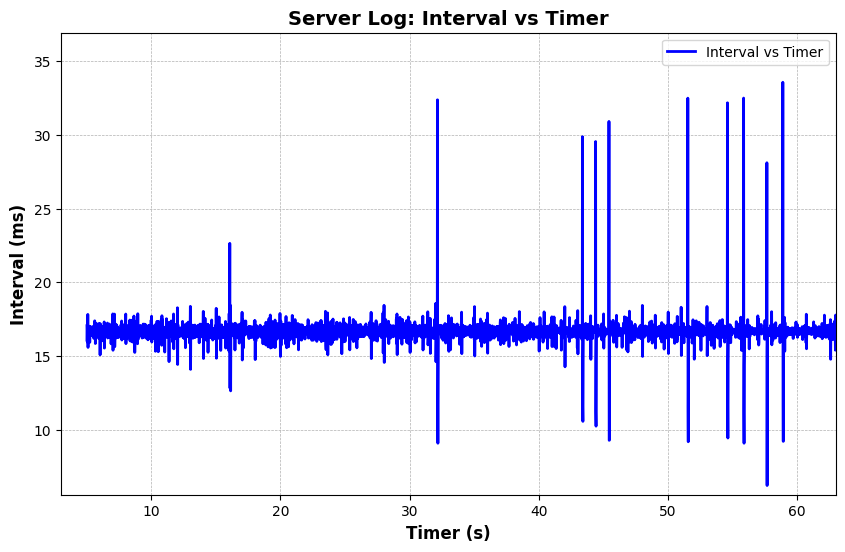 Server Log: Interval vs Timer
Interval vs Timer
35
30
25
20
15
10
Interval (ms)
10 20 30 40 50 60
Timer (s)